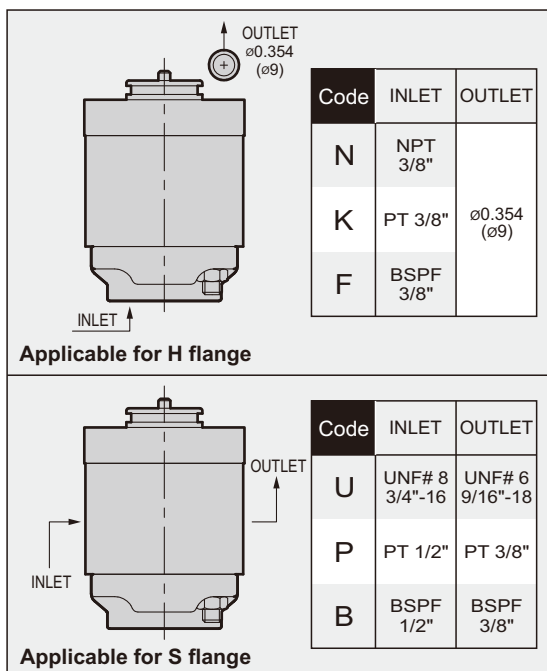 OUTLET
ø0.354
(ø9)
INLET
Applicable for H flange
Code INLET OUTLET
N NPT
3/8"
K PT 3/8" ø0.354
(ø9)
F BSPF
3/8"
OUTLET
INLET
Applicable for S flange
Code INLET OUTLET
U UNF# 8 UNF# 6
3/4"-16 9/16"-18
P PT 1/2" PT 3/8"
B BSPF BSPF
1/2" 3/8"